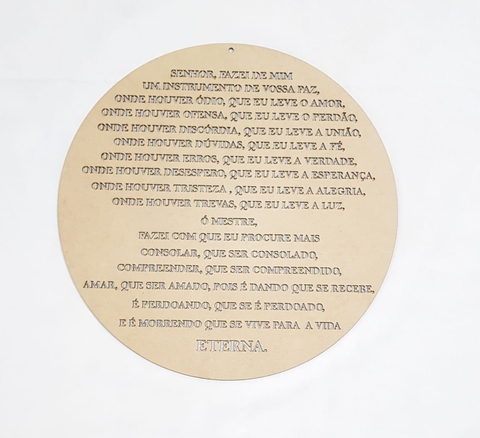 SENHOR, FAZEI DE MIM
UM INSTRUMENTO DE VOSSA PAZ,
ONDE HOUVER ÓDIO, QUE EU LEVE O AMOR,
ONDE HOUVER OFENSA, QUE EU LEVE O PERDÃO,
ONDE HOUVER DISCÓRDIA, QUE EU LEVE A UNIÃO,
ONDE HOUVER DÚVIDAS, QUE EU LEVE A FÉ,
ONDE HOUVER ERROS, QUE EU LEVE A VERDADE,
ONDE HOUVER DESESPERO, QUE EU LEVE A ESPERANÇA,
ONDE HOUVER TRISTEZA , QUE EU LEVE A ALEGRIA,
ONDE HOUVER TREVAS, QUE EU LEVE A LUZ,
Ó MESTRE,
FAZEI COM QUE EU PROCURE MAIS
CONSOLAR, QUE SER CONSOLADO,
COMPREENDER, QUE SER COMPREENDIDO,
AMAR, QUE SER AMADO, POIS É DANDO QUE SE RECEBE,
É PERDOANDO, QUE SE É PERDOADO,
E É MORRENDO QUE SE VIVE PARA A VIDA
ETERNA.